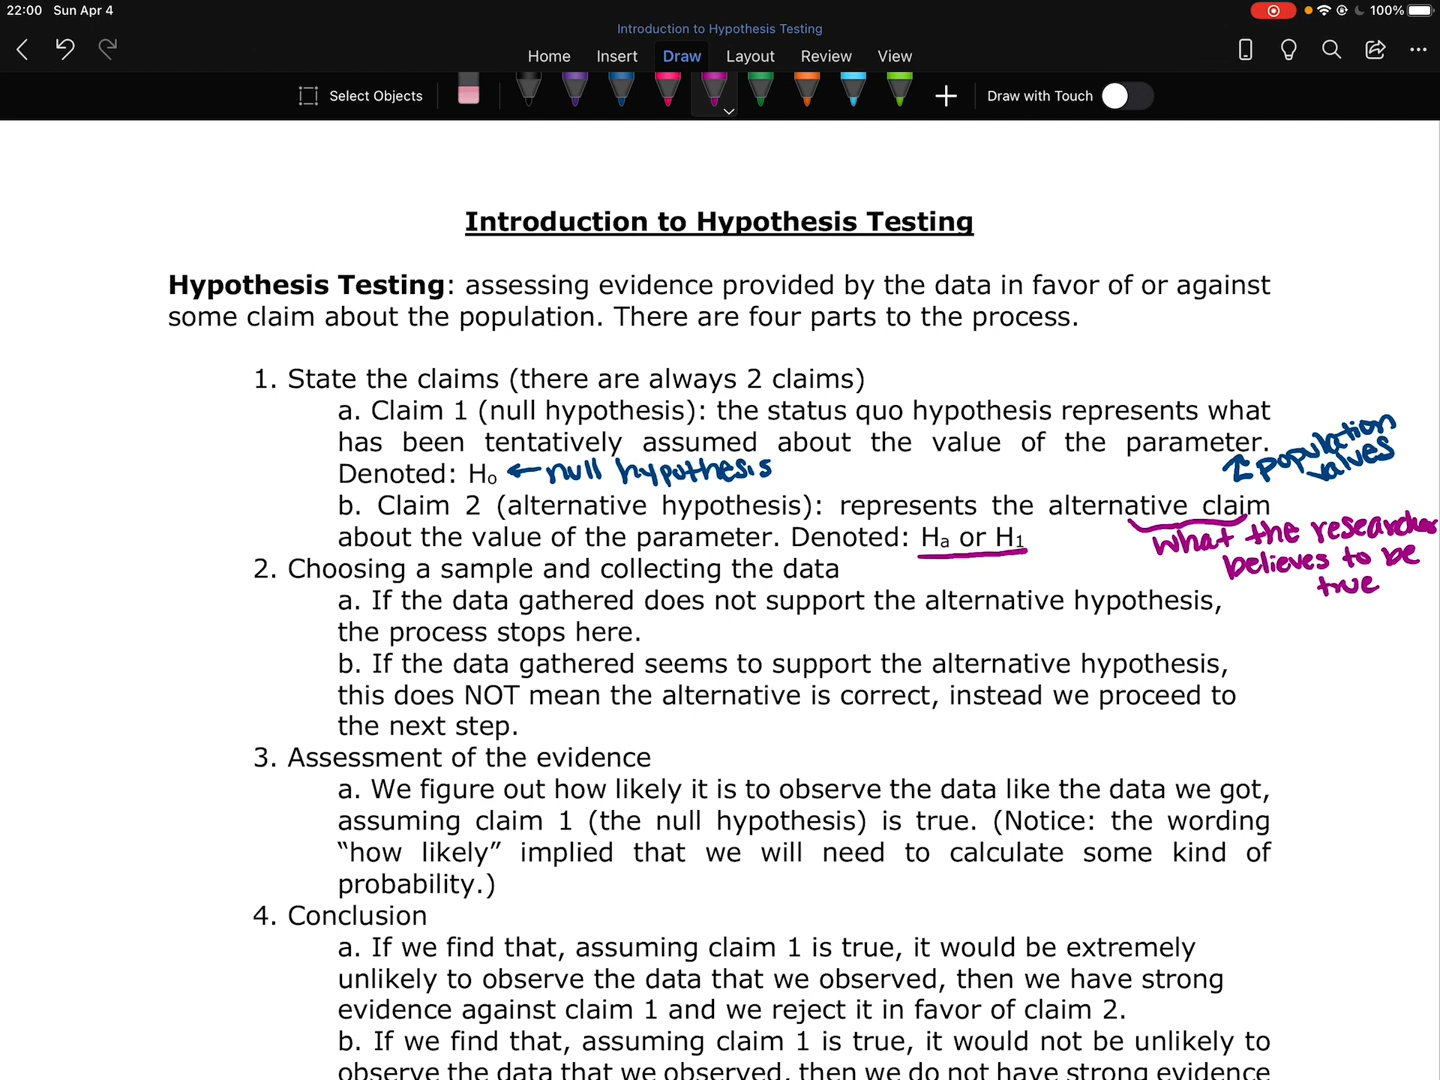 22:00 Sun Apr 4
100%
Introduction to Hypothesis Testing
Home Insert Draw Layout Review View
Select Objects
Draw with Touch
Introduction to Hypothesis Testing
Hypothesis Testing: assessing evidence provided by the data in favor of or against
some claim about the population. There are four parts to the process.
1. State the claims (there are always 2 claims)
a. Claim 1 (null hypothesis): the status quo hypothesis represents what
has been tentatively assumed about the value of the parameter.
population
values
Denoted: H₀ ← null hypothesis
b. Claim 2 (alternative hypothesis): represents the alternative claim
what the researcher
believes to be
true
about the value of the parameter. Denoted: Hₐ or H₁
2. Choosing a sample and collecting the data
a. If the data gathered does not support the alternative hypothesis,
the process stops here.
b. If the data gathered seems to support the alternative hypothesis,
this does NOT mean the alternative is correct, instead we proceed to
the next step.
3. Assessment of the evidence
a. We figure out how likely it is to observe the data like the data we got,
assuming claim 1 (the null hypothesis) is true. (Notice: the wording
“how likely” implied that we will need to calculate some kind of
probability.)
4. Conclusion
a. If we find that, assuming claim 1 is true, it would be extremely
unlikely to observe the data that we observed, then we have strong
evidence against claim 1 and we reject it in favor of claim 2.
b. If we find that, assuming claim 1 is true, it would not be unlikely to
observe the data that we observed, then we do not have strong evidence